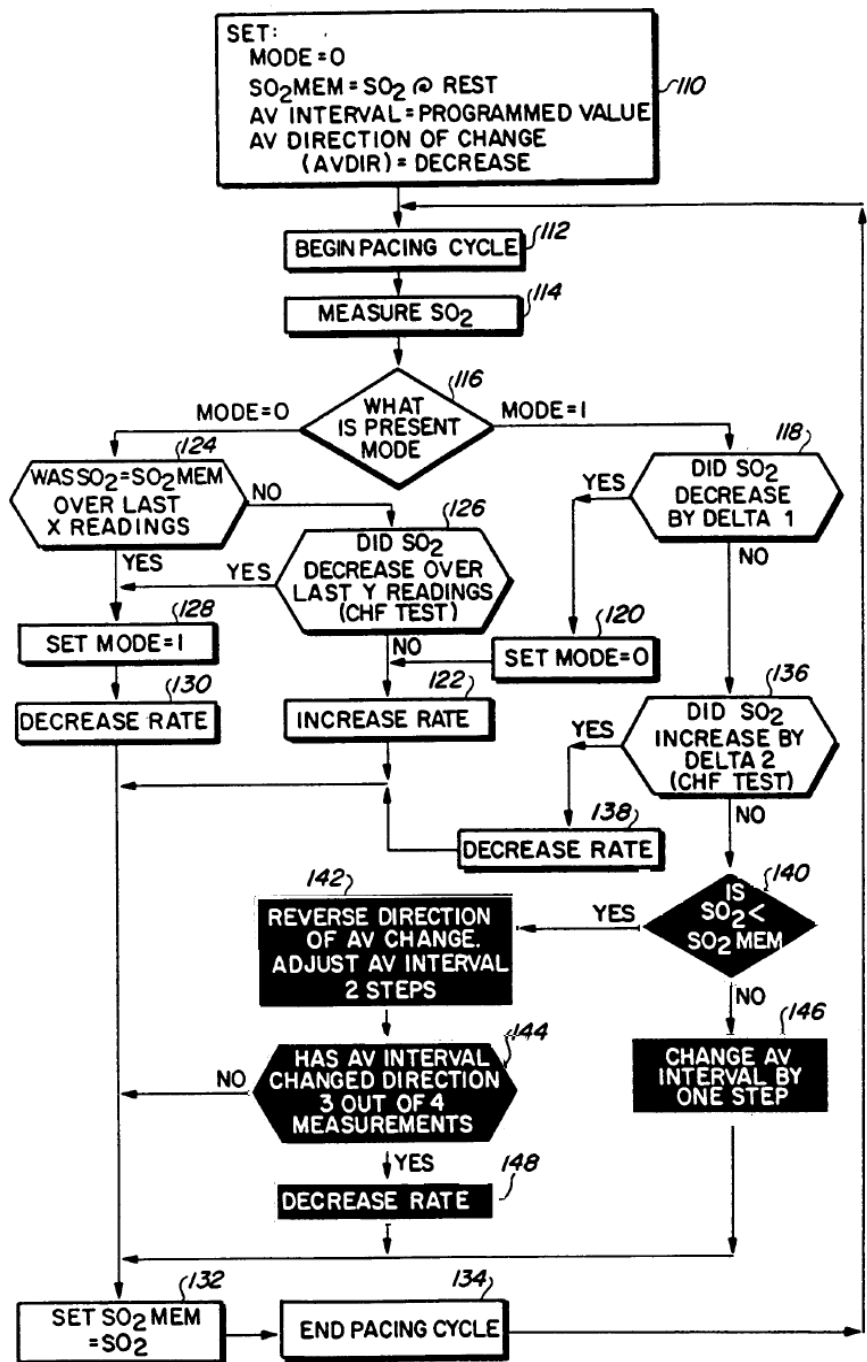 SET:
MODE=0
SO2MEM=SO2 @ REST
AV INTERVAL=PROGRAMMED VALUE
AV DIRECTION OF CHANGE
(AVDIR)=DECREASE
110
BEGIN PACING CYCLE
112
MEASURE SO2
114
WHAT
IS PRESENT
MODE
116
MODE=0
MODE=1
WAS SO2=SO2MEM
OVER LAST
X READINGS
124
NO
YES
DID SO2
DECREASE OVER
LAST Y READINGS
(CHF TEST)
126
YES
NO
DID SO2
DECREASE
BY DELTA 1
118
YES
NO
SET MODE=1
128
SET MODE=0
120
DECREASE RATE
130
INCREASE RATE
122
DID SO2
INCREASE BY
DELTA 2
(CHF TEST)
136
YES
NO
DECREASE RATE
138
IS
SO2<
SO2MEM
140
YES
NO
REVERSE DIRECTION
OF AV CHANGE.
ADJUST AV INTERVAL
2 STEPS
142
HAS AV INTERVAL
CHANGED DIRECTION
3 OUT OF 4
MEASUREMENTS
144
NO
YES
CHANGE AV
INTERVAL BY
ONE STEP
146
DECREASE RATE
148
SET SO2MEM
=SO2
132
END PACING CYCLE
134